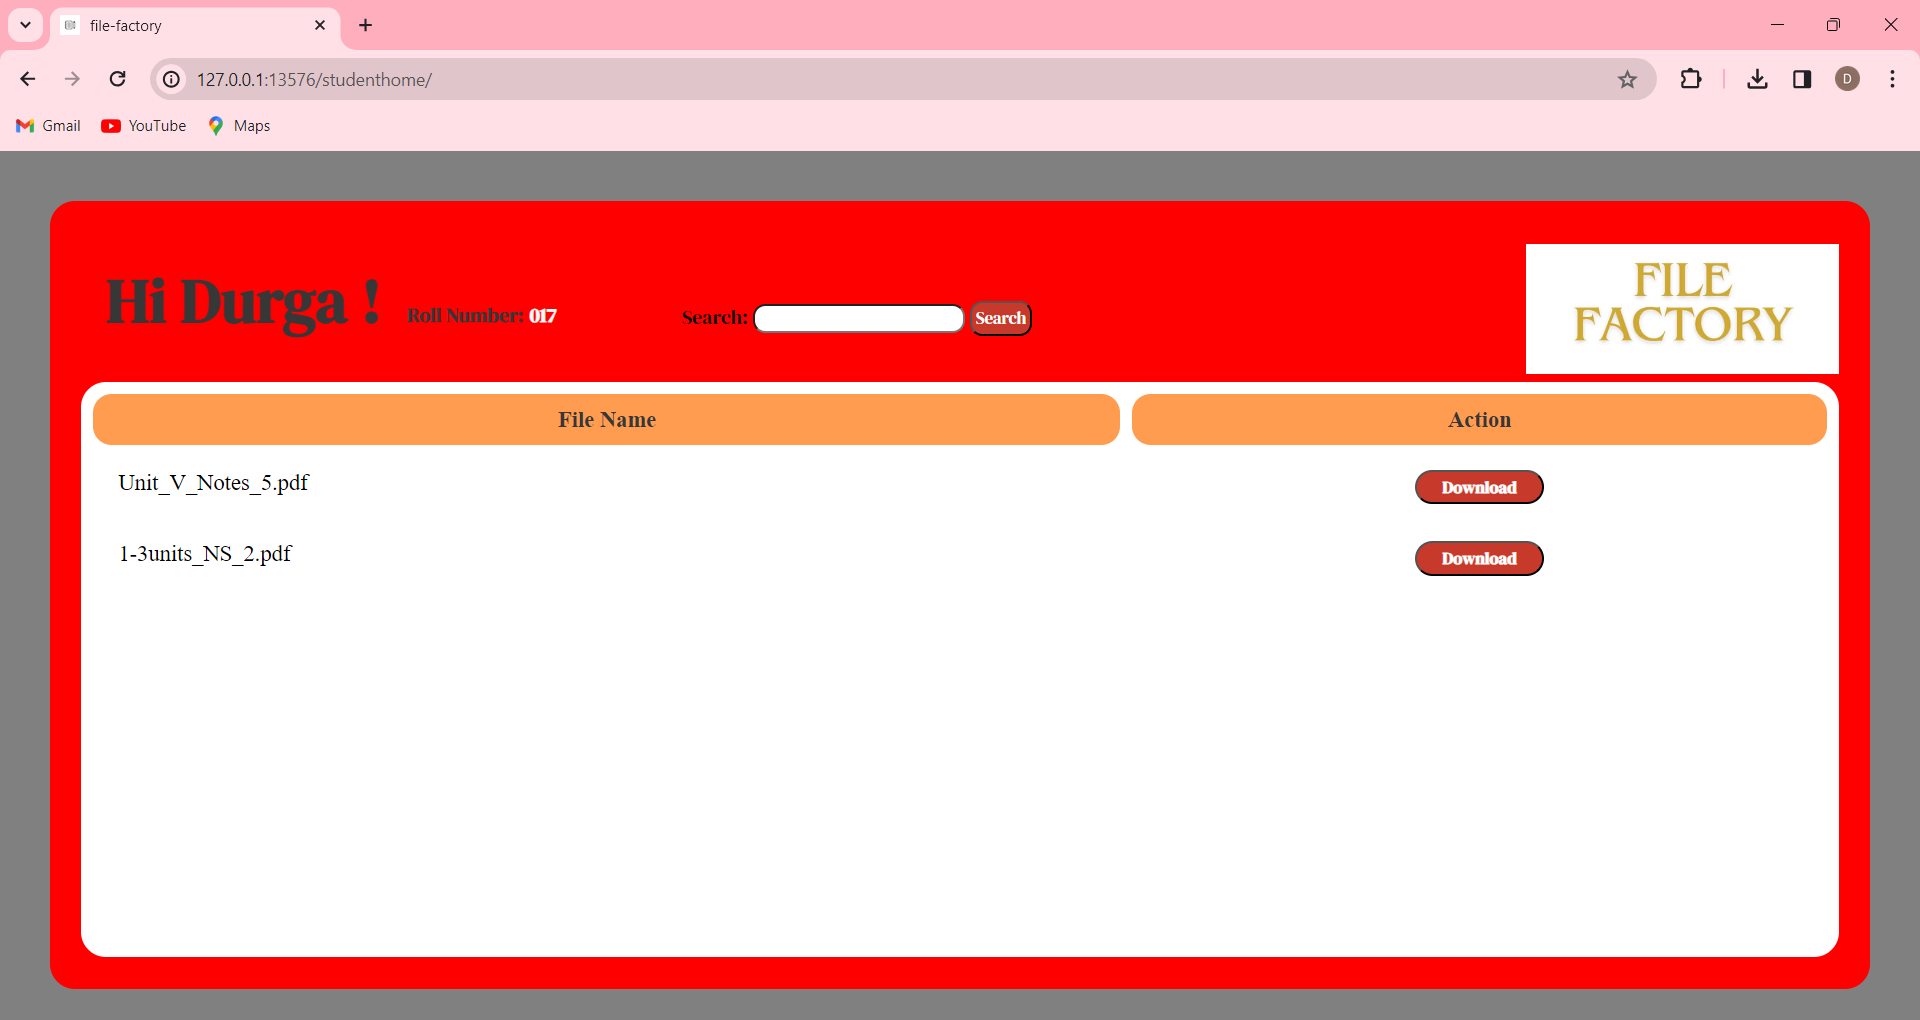 file-factory
127.0.0.1:13576/studenthome/
D
Gmail YouTube Maps
Hi Durga ! Roll Number: 017 Search: Search
FILE
FACTORY
File Name Action
Unit_V_Notes_5.pdf Download
1-3units_NS_2.pdf Download